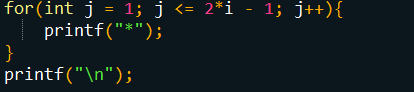 for(int j = 1; j <= 2*i - 1; j++){
    printf("*");
}
printf("\n");